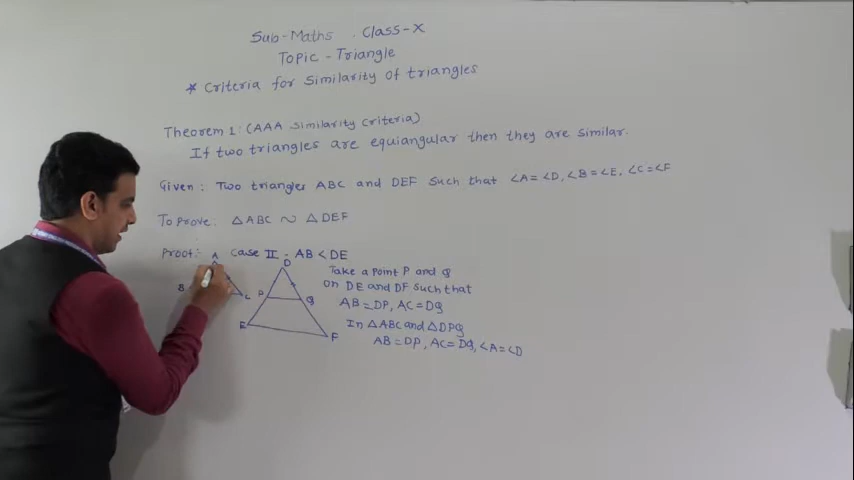 Sub-Maths . Class-X
Topic - Triangle
* Criteria for Similarity of triangles
Theorem 1: (AAA Similarity Criteria)
If two triangles are equiangular then they are similar.
Given: Two triangles ABC and DEF such that ∠A=∠D, ∠B=∠E, ∠C=∠F
To Prove: △ABC ~ △DEF
Proof:- Case II - AB < DE
A
B
C
D
P
Q
E
F
Take a point P and Q
on DE and DF such that
AB=DP, AC=DQ
In △ABC and △DPQ
AB=DP, AC=DQ, ∠A=∠D